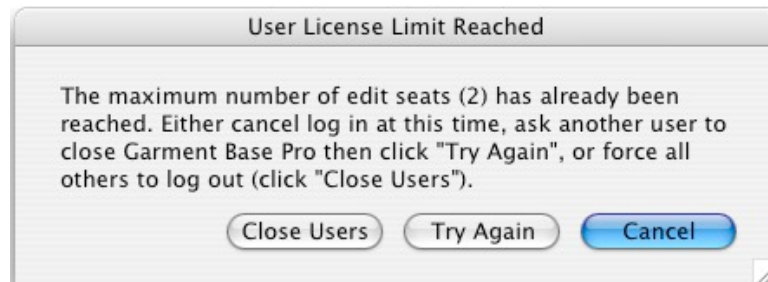 User License Limit Reached
The maximum number of edit seats (2) has already been
reached. Either cancel log in at this time, ask another user to
close Garment Base Pro then click "Try Again", or force all
others to log out (click "Close Users").
Close Users Try Again Cancel